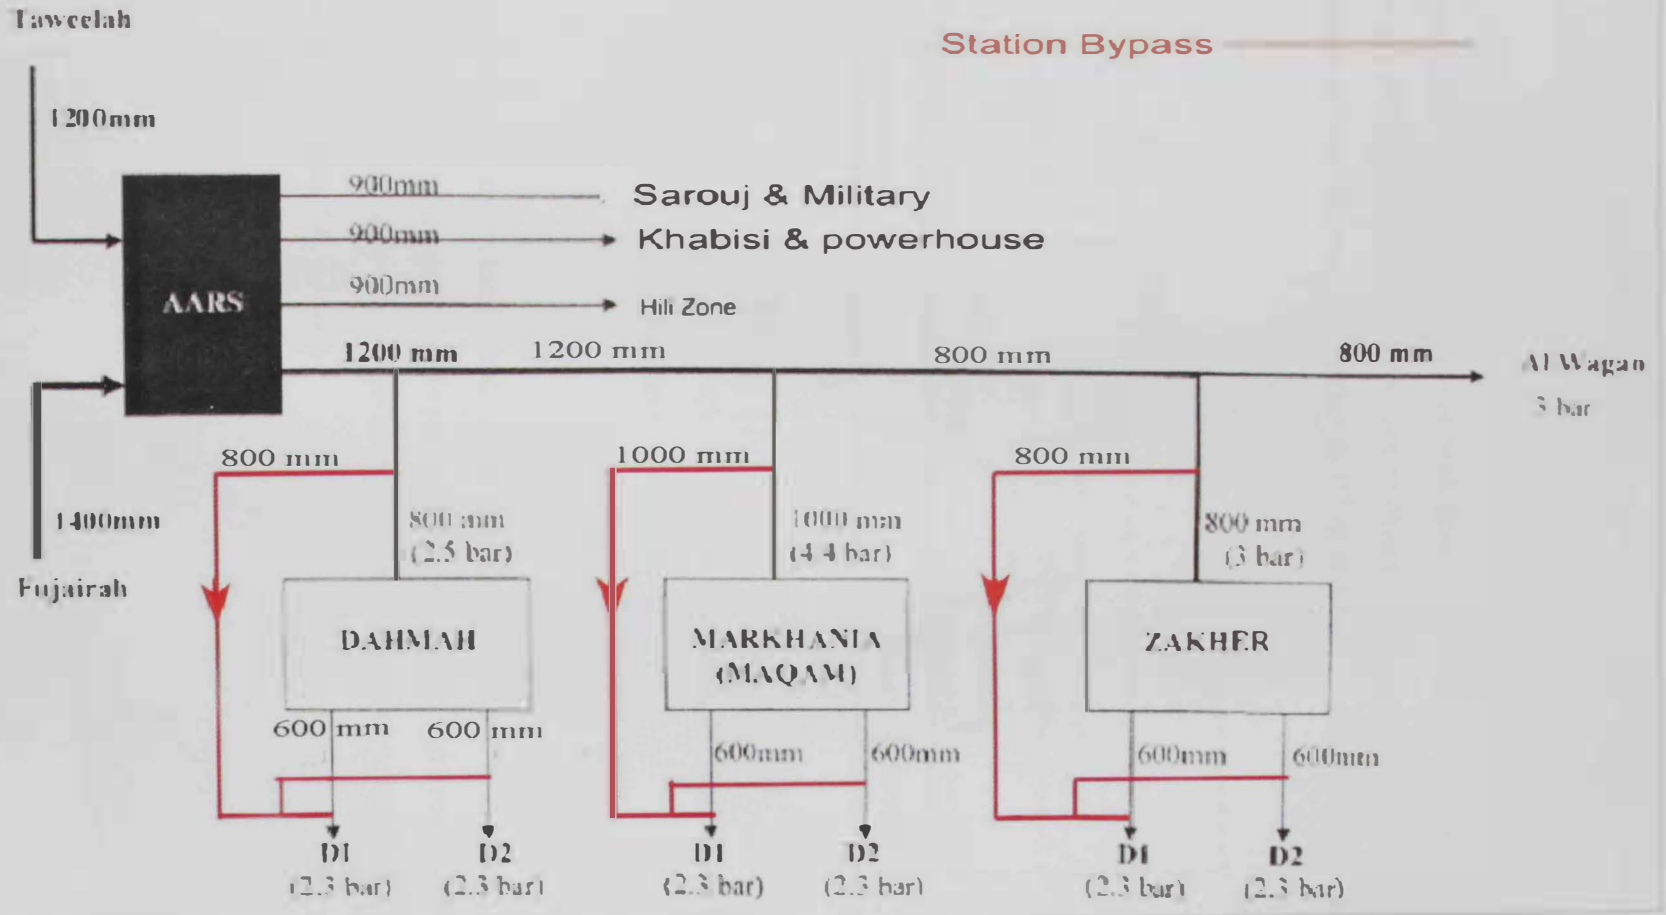 Taweelah
Station Bypass
1200mm
900mm
Sarouj & Military
900mm
Khabisi & powerhouse
900mm
Hili Zone
AARS
1200 mm
1200 mm
800 mm
800 mm
Al Wagan
3 bar
800 mm
1000 mm
800 mm
1400mm
800 mm
(2.5 bar)
1000 mm
(4.4 bar)
800 mm
(3 bar)
Fujairah
DAHMAH
MARKHANIA
(MAQAM)
ZAKHER
600 mm
600 mm
600mm
600mm
600mm
600mm
D1
D2
D1
D2
D1
D2
(2.3 bar)
(2.3 bar)
(2.3 bar)
(2.3 bar)
(2.3 bar)
(2.3 bar)